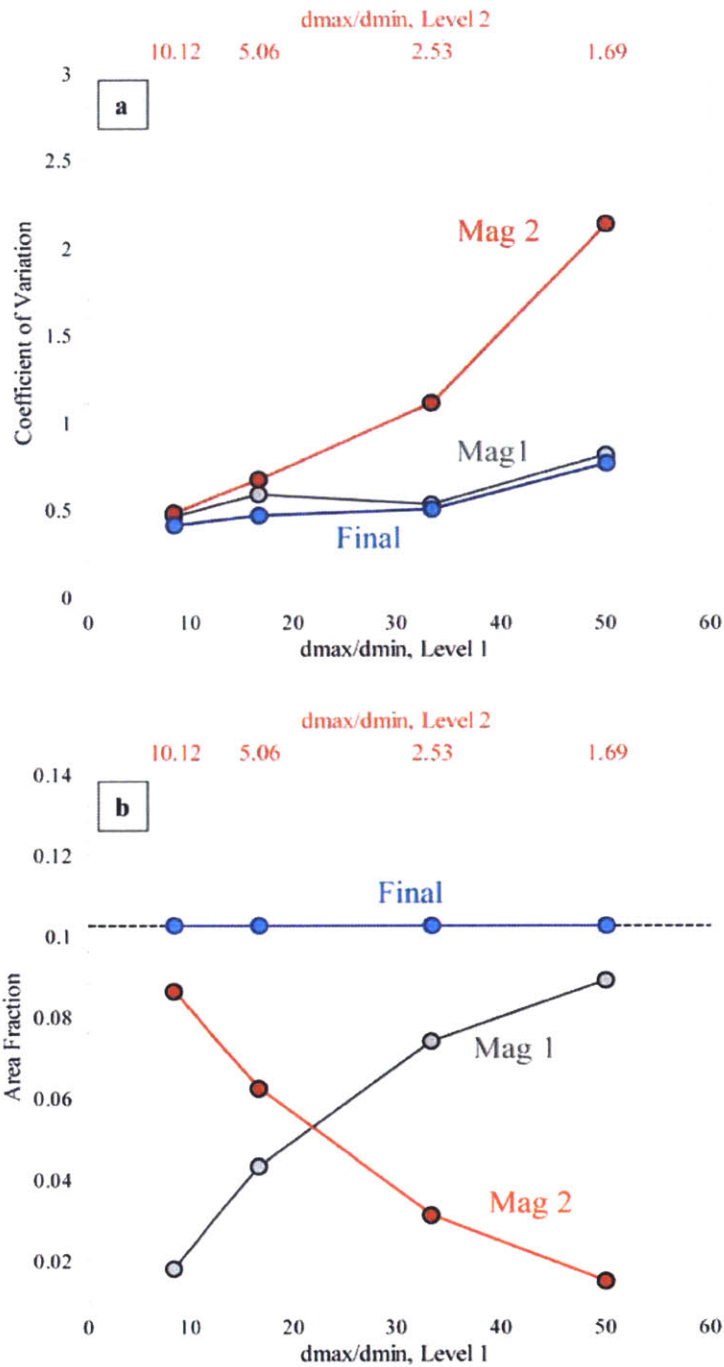 dmax/dmin, Level 2
10.12 5.06 2.53 1.69
3
a
2.5
Mag 2
2
Coefficient of Variation
1.5
1
Mag1
0.5
Final
0
0 10 20 30 40 50 60
dmax/dmin, Level 1
dmax/dmin, Level 2
10.12 5.06 2.53 1.69
0.14
b
0.12
Final
0.1
Area Fraction
0.08
Mag 1
0.06
0.04
Mag 2
0.02
0 10 20 30 40 50 60
dmax/dmin, Level 1